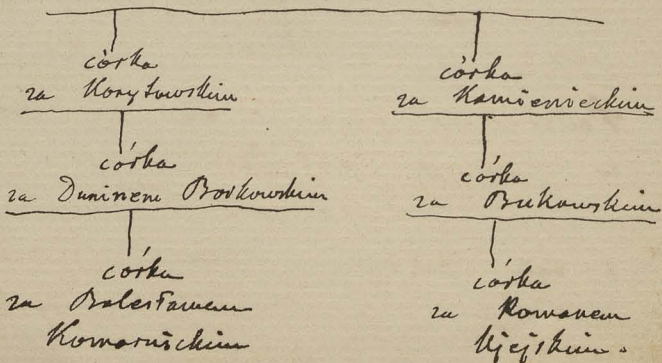 córka
za Korytowskim
córka
za Duninem Borkowskim
córka
za Bolesławem
Komornickim
córka
za Kamienieckim
córka
za Bukowskim
córka
za Romanem
Ujejskim.